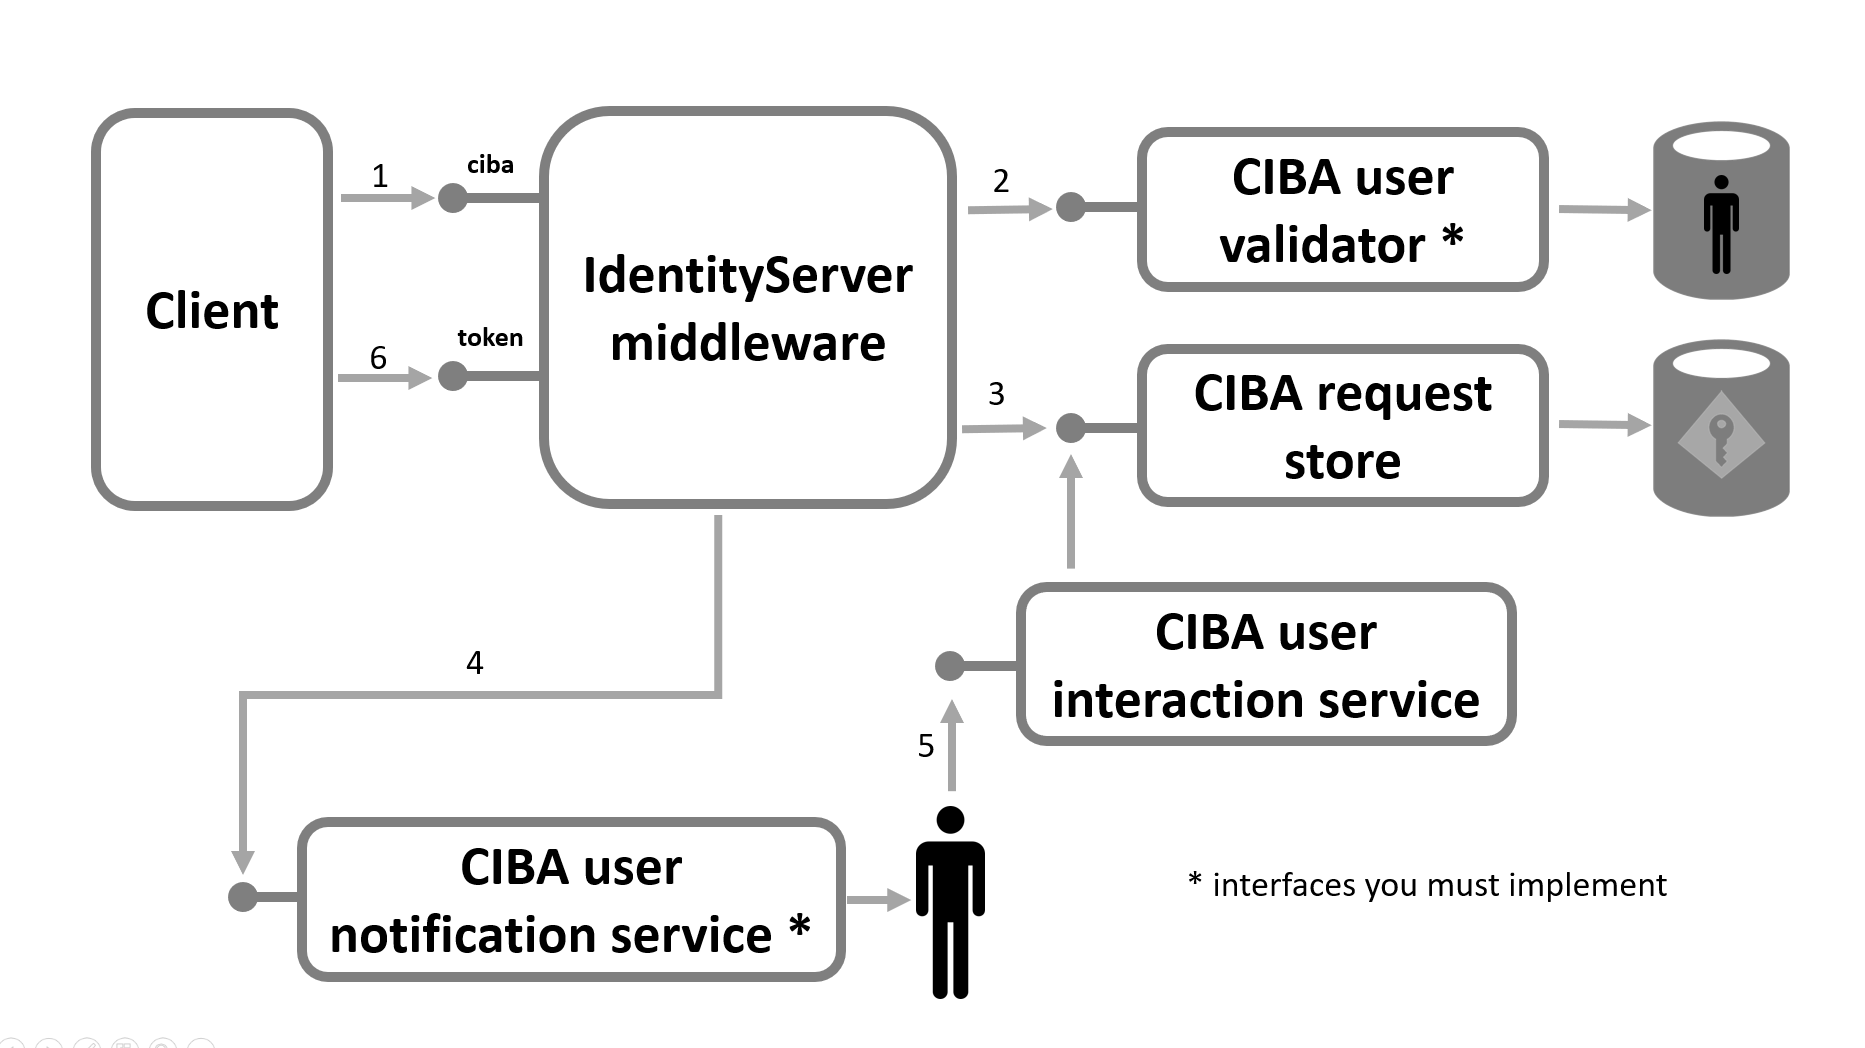 Client
1
ciba
6
token
IdentityServer
middleware
2
CIBA user
validator *
3
CIBA request
store
4
CIBA user
interaction service
5
CIBA user
notification service *
* interfaces you must implement